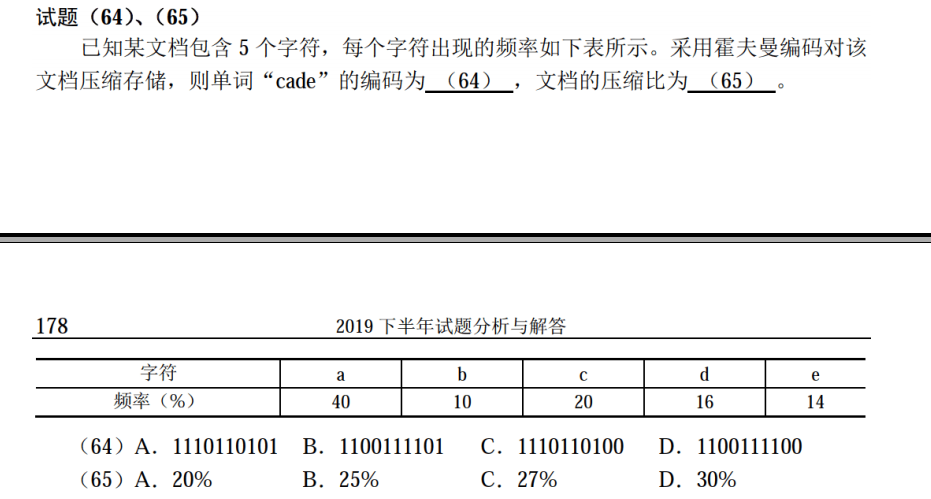 试题（64）、（65）
已知某文档包含 5 个字符，每个字符出现的频率如下表所示。采用霍夫曼编码对该
文档压缩存储，则单词“cade”的编码为 （64） ，文档的压缩比为 （65） 。
178 2019 下半年试题分析与解答
字符 a b c d e
频率（%） 40 10 20 16 14
（64）A．1110110101 B．1100111101 C．1110110100 D．1100111100
（65）A．20% B．25% C．27% D．30%